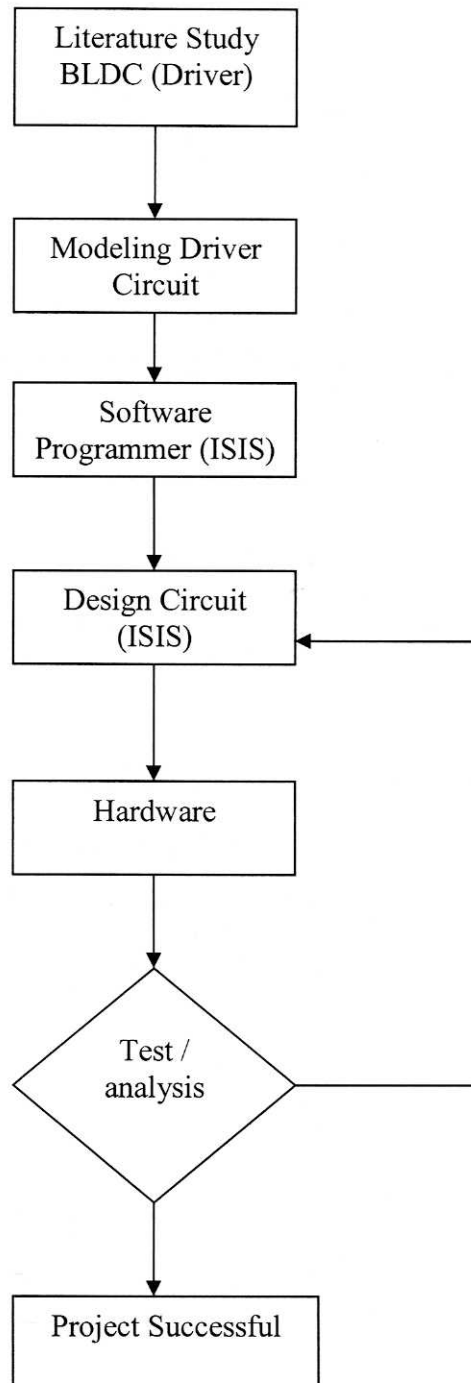 Literature Study
BLDC (Driver)
Modeling Driver
Circuit
Software
Programmer (ISIS)
Design Circuit
(ISIS)
Hardware
Test /
analysis
Project Successful